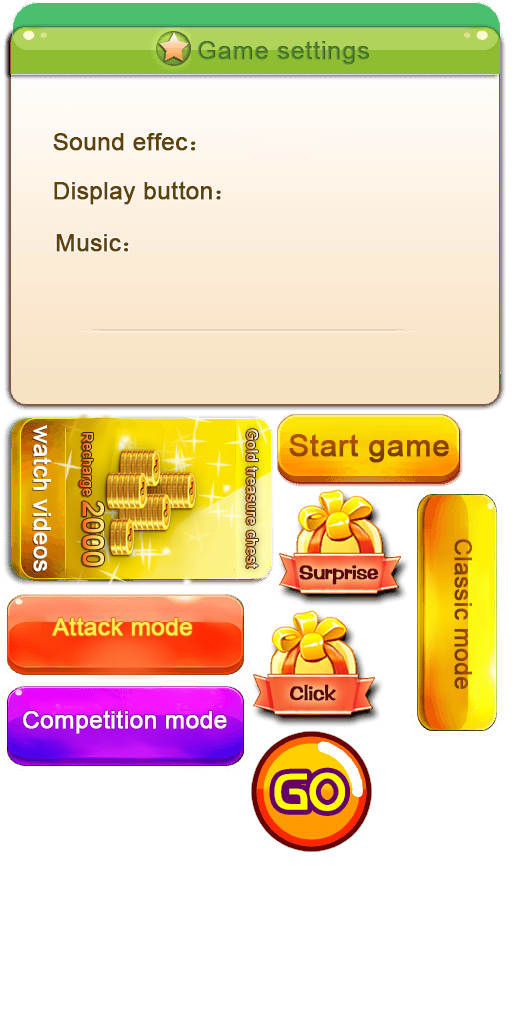 Game settings
Sound effec：
Display button：
Music：
watch videos
Recharge 2000
Gold treasure chest
Start game
Surprise
Classic mode
Attack mode
Click
Competition mode
GO